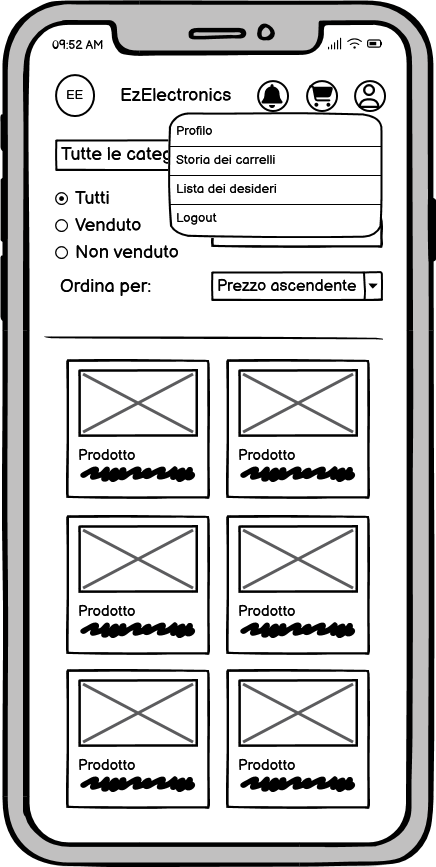 09:52 AM
EE
EzElectronics
Profilo
Storia dei carrelli
Lista dei desideri
Logout
Tutte le categ
Tutti
Venduto
Non venduto
Ordina per:
Prezzo ascendente
Prodotto
Prodotto
Prodotto
Prodotto
Prodotto
Prodotto